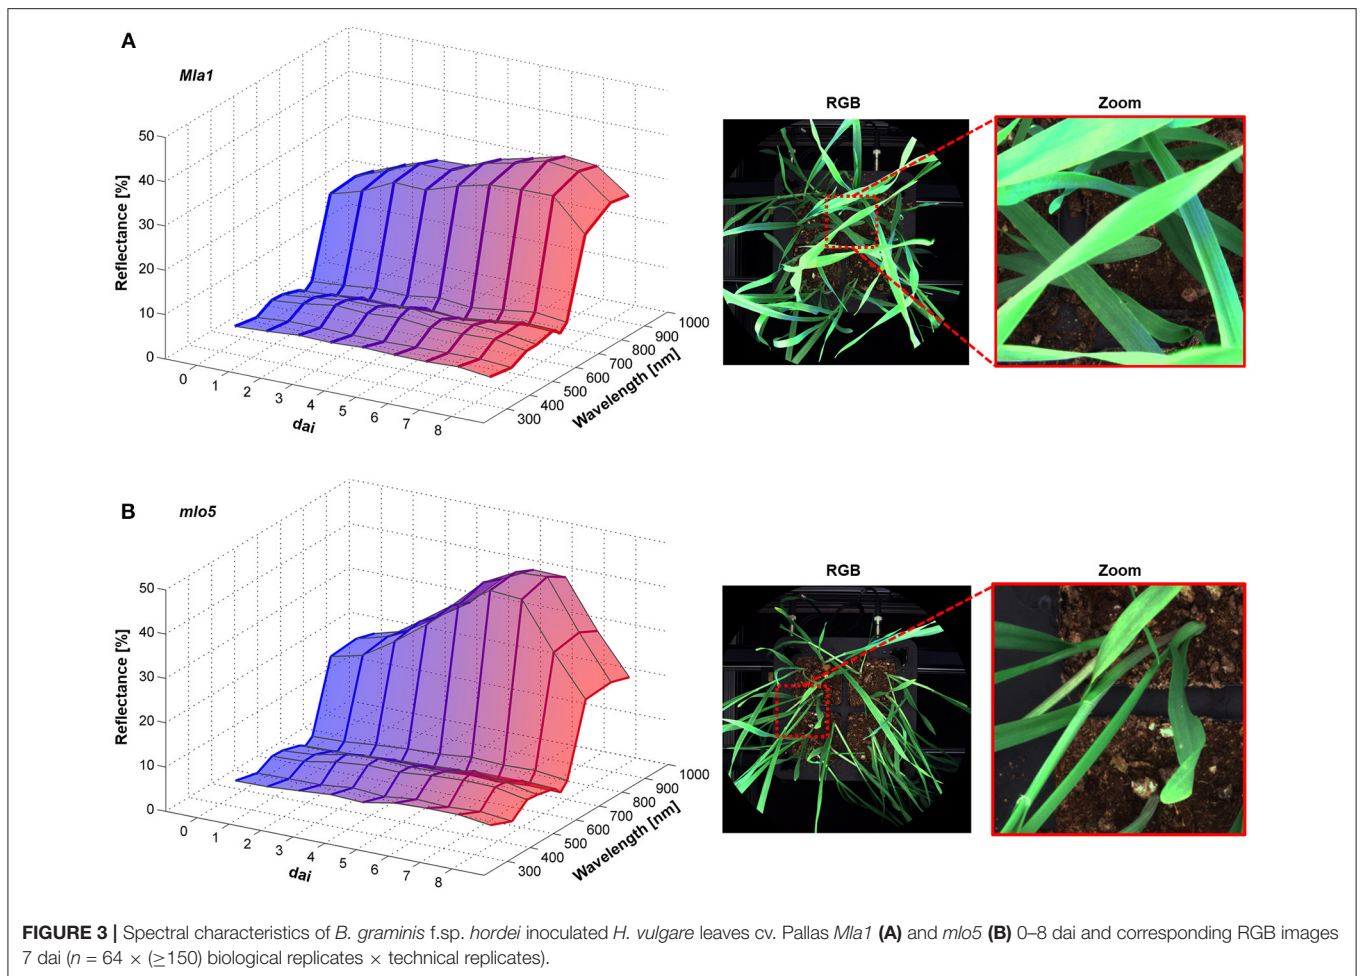 A
Mla1
50
40
30
20
10
0
Reflectance [%]
0 1 2 3 4 5 6 7 8
dai
300 400 500 600 700 800 900 1000
Wavelength [nm]
RGB
Zoom
B
mlo5
50
40
30
20
10
0
Reflectance [%]
0 1 2 3 4 5 6 7 8
dai
300 400 500 600 700 800 900 1000
Wavelength [nm]
RGB
Zoom
FIGURE 3 | Spectral characteristics of B. graminis f.sp. hordei inoculated H. vulgare leaves cv. Pallas Mla1 (A) and mlo5 (B) 0–8 dai and corresponding RGB images
7 dai (n = 64 × (≥150) biological replicates × technical replicates).